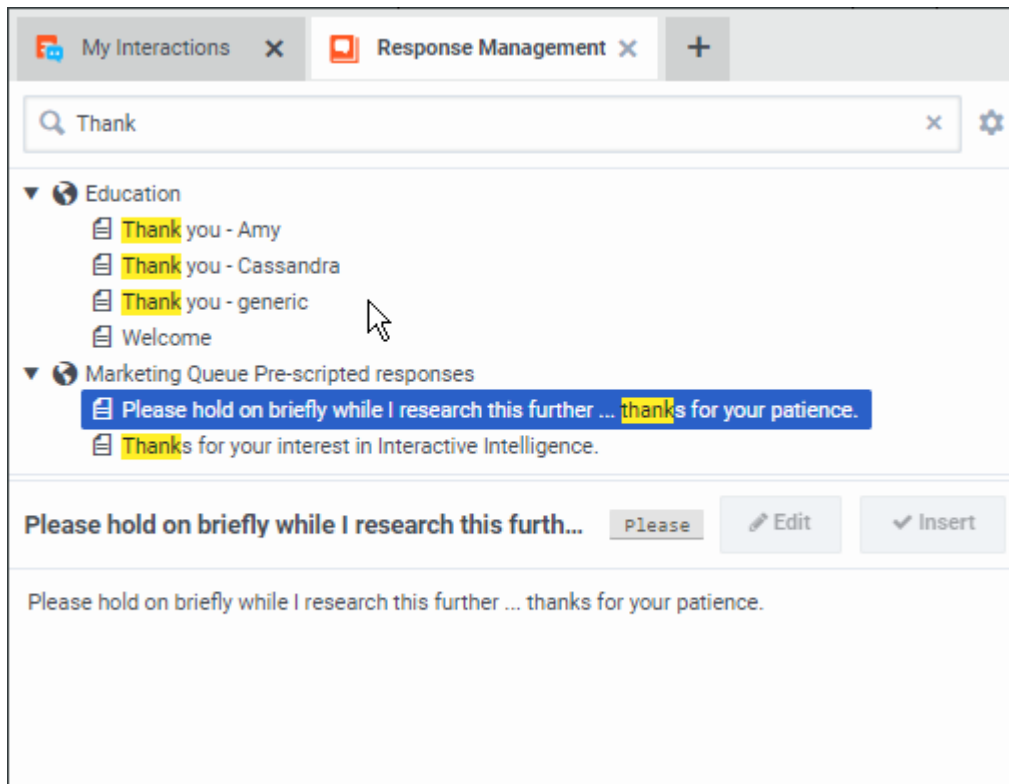 My Interactions Response Management
Thank
Education
Thank you - Amy
Thank you - Cassandra
Thank you - generic
Welcome
Marketing Queue Pre-scripted responses
Please hold on briefly while I research this further ... thanks for your patience.
Thanks for your interest in Interactive Intelligence.
Please hold on briefly while I research this furth... Please Edit Insert
Please hold on briefly while I research this further ... thanks for your patience.